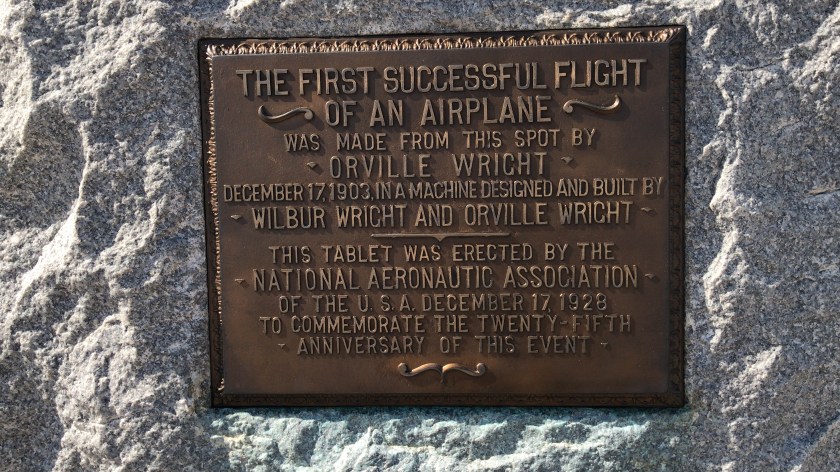 THE FIRST SUCCESSFUL FLIGHT
OF AN AIRPLANE
WAS MADE FROM THIS SPOT BY
ORVILLE WRIGHT
DECEMBER 17, 1903, IN A MACHINE DESIGNED AND BUILT BY
WILBUR WRIGHT AND ORVILLE WRIGHT
THIS TABLET WAS ERECTED BY THE
NATIONAL AERONAUTIC ASSOCIATION
OF THE U.S.A. DECEMBER 17, 1928
TO COMMEMORATE THE TWENTY-FIFTH
ANNIVERSARY OF THIS EVENT